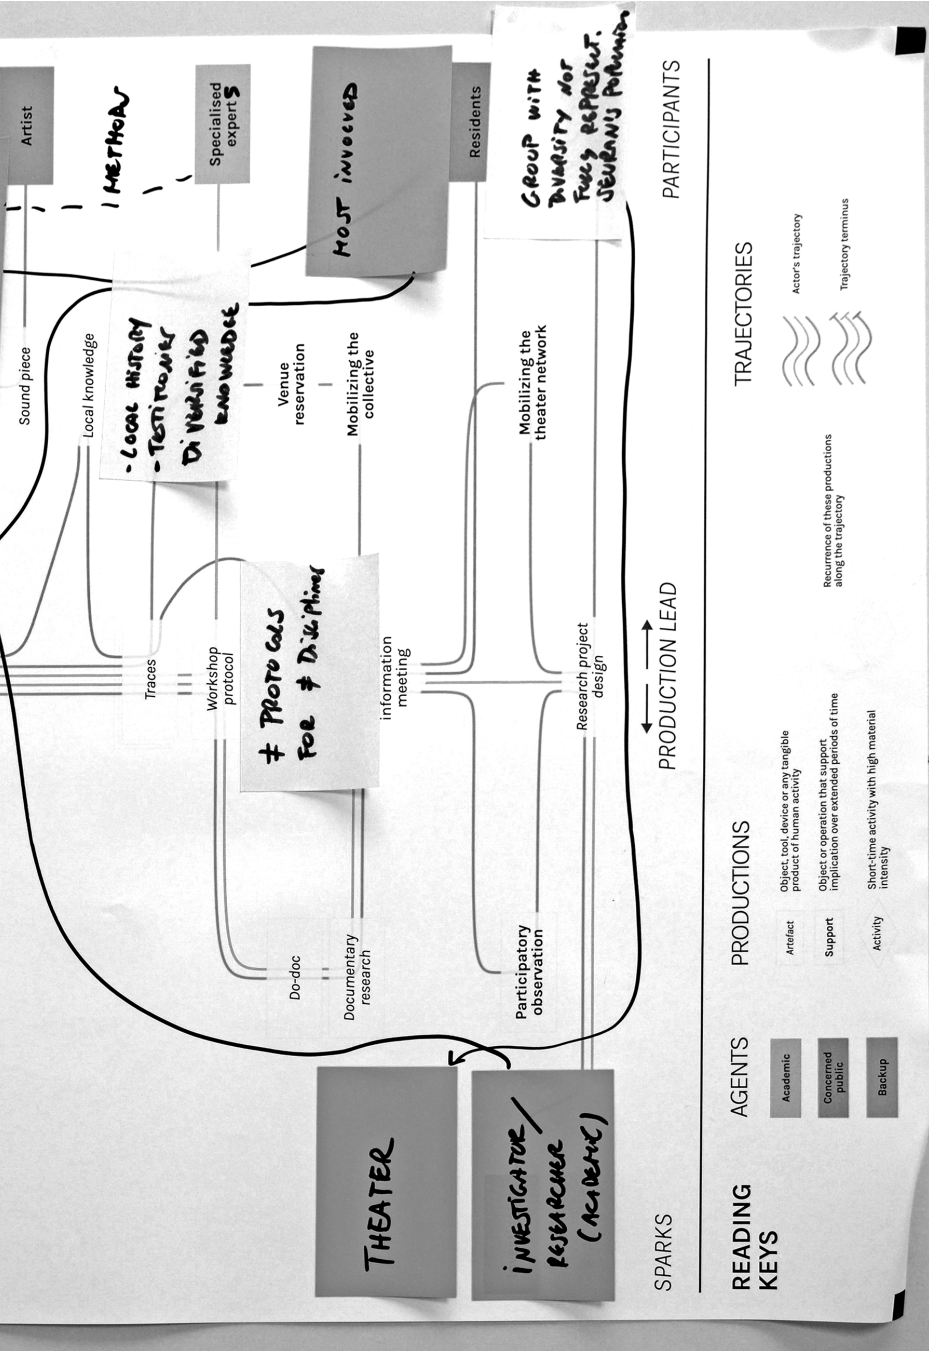 Artist
METHODS
Specialised
experts
MOST INVOLVED
Residents
GROUP WITH
DIVERSITY NOT
FULLY REPRESENT.
PARTICIPANTS
Sound piece
Local knowledge
- LOCAL HISTORY
- TESTIMONIES
DIVERSIFIED
KNOWLEDGE
Venue
reservation
Mobilizing the
collective
Mobilizing the
theater network
Traces
Workshop
protocol
≠ PROTOCOLS
FOR ≠ Disciplines
information
meeting
Research project
design
PRODUCTION LEAD
Do-doc
Documentary
research
Participatory
observation
THEATER
INVESTIGATOR/
RESEARCHER
(ACADEMIC)
SPARKS
READING
KEYS
AGENTS
Academic
Concerned
public
Backup
PRODUCTIONS
Artefact
Object, tool, device or any tangible
product of human activity
Support
Object or operation that support
implication over extended periods of time
Activity
Short-time activity with high material
intensity
Recurrence of these productions
along the trajectory
TRAJECTORIES
Actor's trajectory
Trajectory terminus